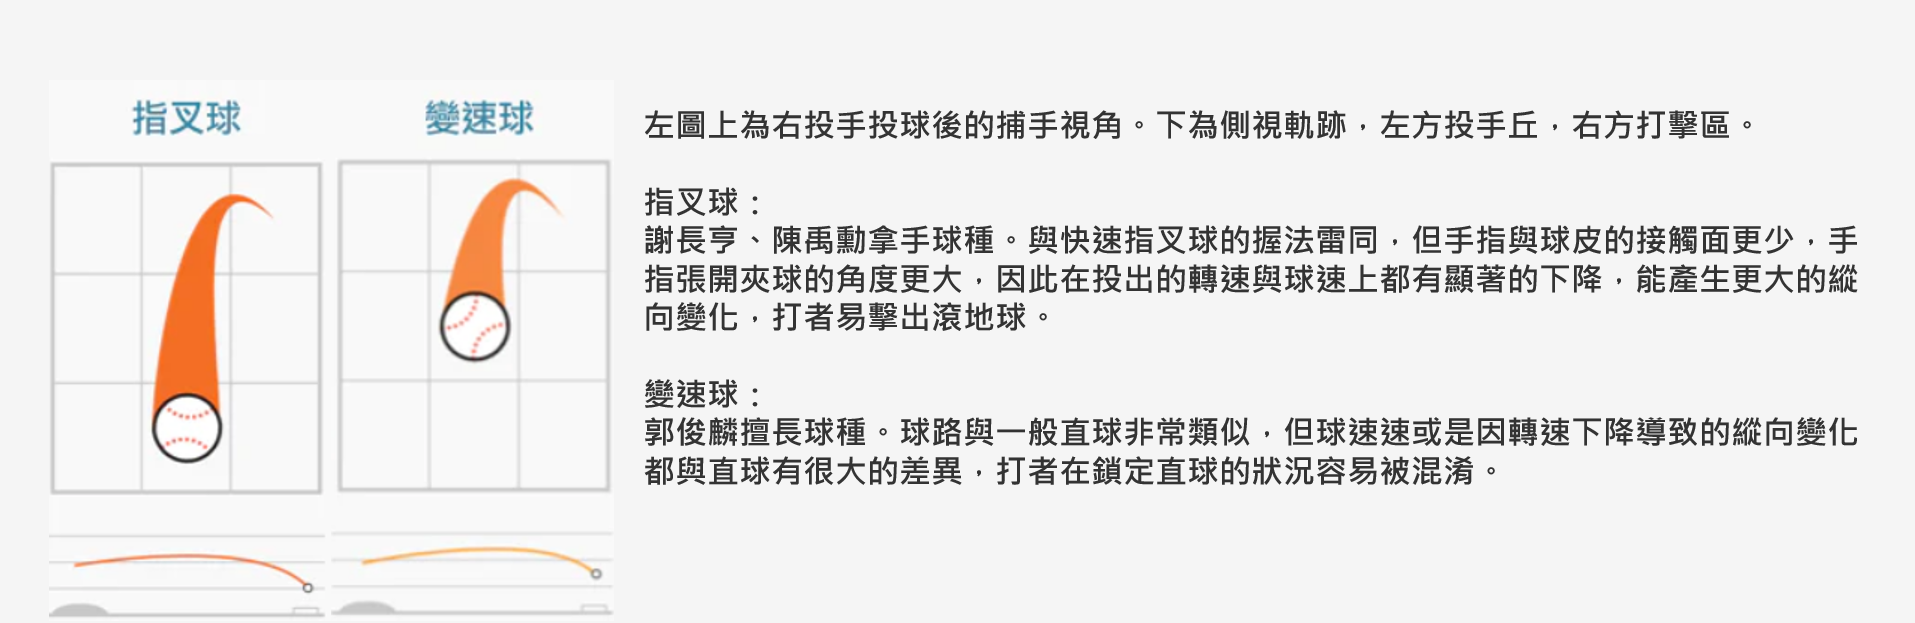 指叉球
變速球
左圖上為右投手投球後的捕手視角。下為側視軌跡，左方投手丘，右方打擊區。
指叉球：
謝長亨、陳禹勳拿手球種。與快速指叉球的握法雷同，但手指與球皮的接觸面更少，手
指張開夾球的角度更大，因此在投出的轉速與球速上都有顯著的下降，能產生更大的縱
向變化，打者易擊出滾地球。
變速球：
郭俊麟擅長球種。球路與一般直球非常類似，但球速速或是因轉速下降導致的縱向變化
都與直球有很大的差異，打者在鎖定直球的狀況容易被混淆。